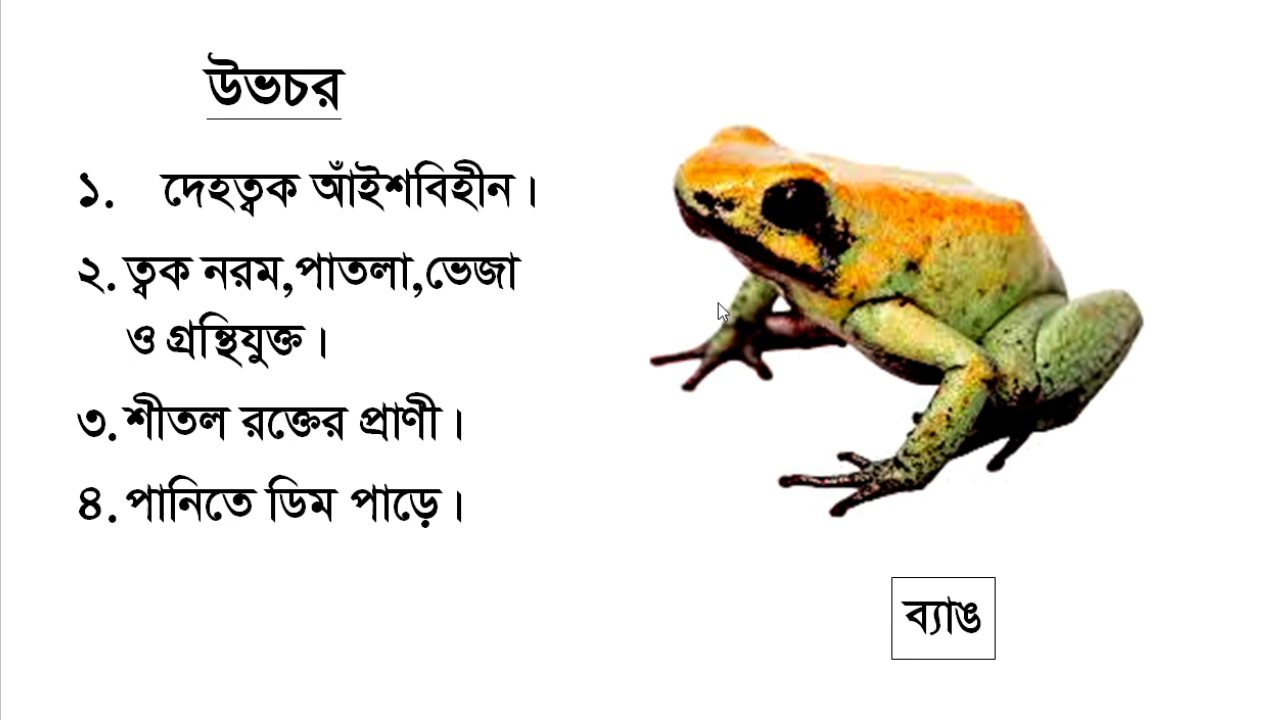 উভচর
১. দেহত্বক আঁইশবিহীন।
২. ত্বক নরম,পাতলা,ভেজা
ও গ্রন্থিযুক্ত।
৩. শীতল রক্তের প্রাণী।
৪. পানিতে ডিম পাড়ে।
ব্যাঙ